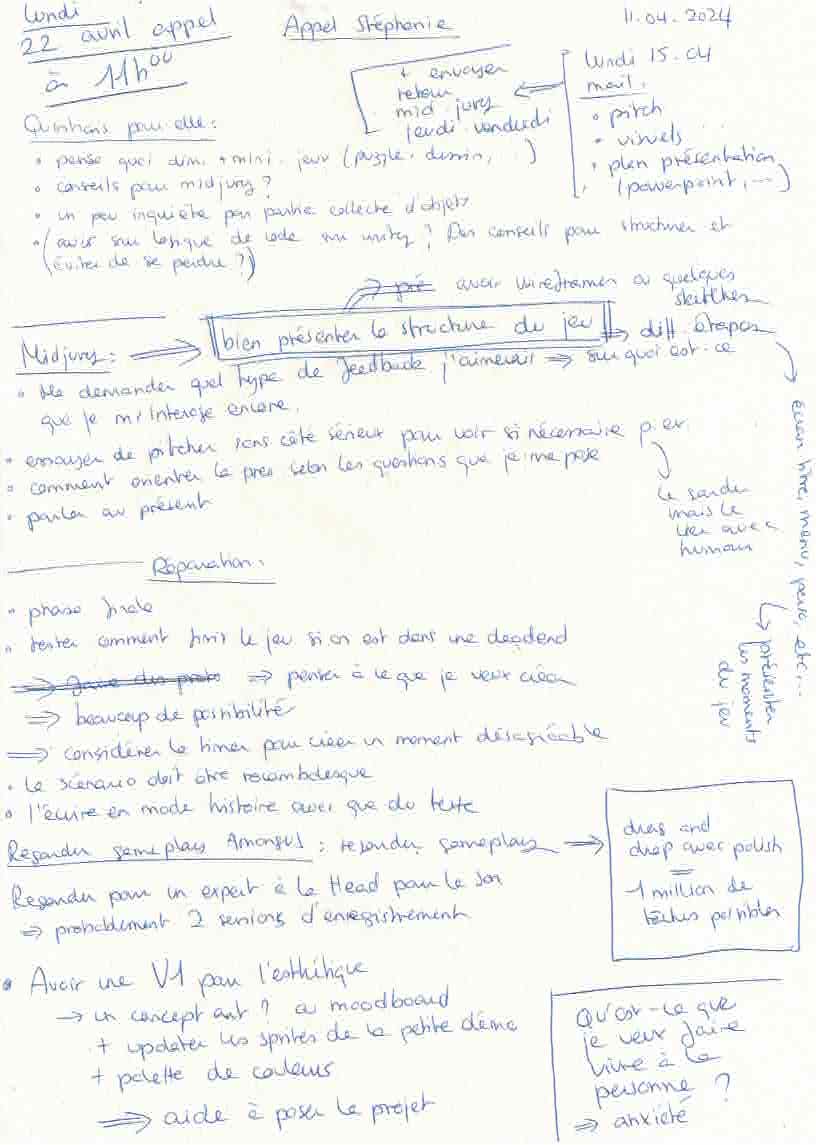 lundi
22 avril appel
à 11h00
Appel Stéphanie
11.04.2024
+ envoyer
retour
mid-jury
jeudi-vendredi
lundi 15.04
mail:
• pitch
• visuels
• plan présentation
(powerpoint, ...)
Questions pour elle:
• pense quoi dimi + mini-jeux (puzzle, dessin, ...)
• conseils pour midjury?
• un peu inquiète par partie collecte d'objets
• (avis sur logique de code sur unity? Des conseils pour structurer et
éviter de se perdre?)
⇒ pré avoir wireframes ou quelques
sketches
Midjury: ⇒ bien présenter la structure du jeu ⇒ diff. étapes
écran titre, menu, pause, etc...
↳ présenter
les moments
du jeu
• Me demander quel type de feedback j'aimerais ⇒ sur quoi est-ce
que je m'interroge encore.
• essayer de pitcher sans côté sérieux pour voir si nécessaire p.ex.
le garder
mais le
lier avec
humour
• comment orienter la prés selon les questions que je me pose
• parler au présent
Réparation:
• phase finale
• tester comment finir le jeu si on est dans une deadend
⇒ faire des protos ⇒ penser à ce que je veux créer
⇒ beaucoup de possibilité
⇒ considérer le timer pour créer un moment désagréable
• Le scénario doit être rocambolesque
• l'écrire en mode histoire avec que du texte
Regarder gameplays Amongus: regarder gameplays ⇒
drag and
drop avec polish
=
1 million de
tâches possibles
Regarder pour un expert à la Head pour le son
⇒ probablement 2 sessions d'enregistrement
• Avoir une V1 pour l'esthétique
→ un concept art? ou moodboard
+ updater les sprites de la petite démo
+ palette de couleurs
⇒ aide à poser le projet
Qu'est-ce que
je veux faire
vivre à la
personne?
⇒ anxiété